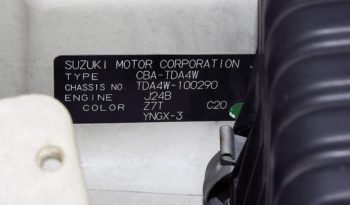 SUZUKI MOTOR CORPORATION J
TYPE CBA-TDA4W
CHASSIS NO. TDA4W-100290
ENGINE J24B
COLOR Z7T C20
YNGX-3